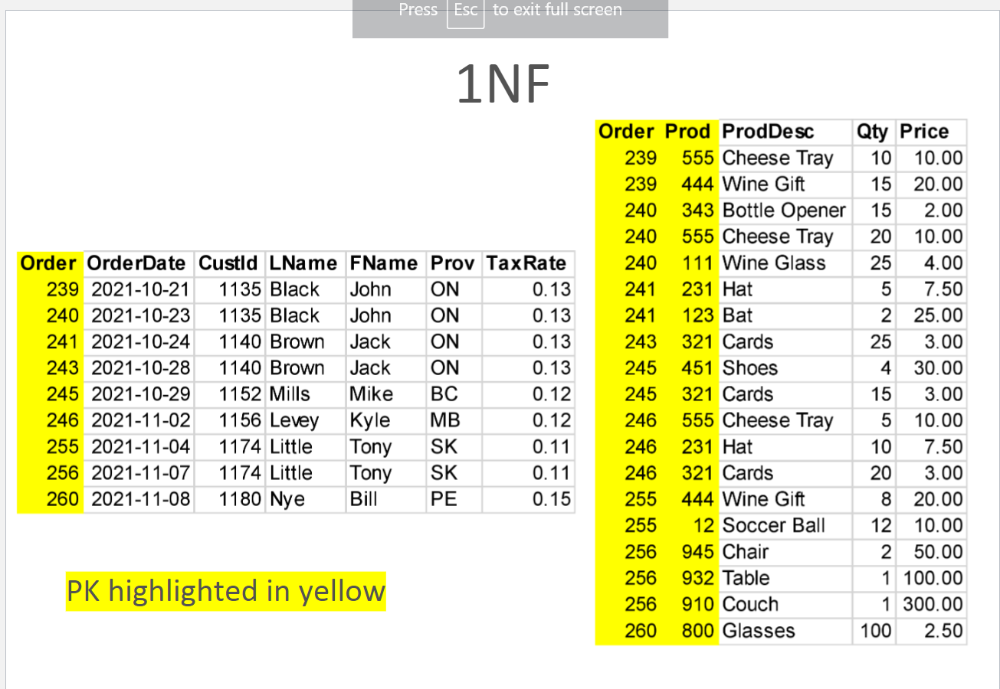 Press Esc to exit full screen
1NF
Order Prod ProdDesc Qty Price
239 555 Cheese Tray 10 10.00
239 444 Wine Gift 15 20.00
240 343 Bottle Opener 15 2.00
240 555 Cheese Tray 20 10.00
240 111 Wine Glass 25 4.00
241 231 Hat 5 7.50
241 123 Bat 2 25.00
243 321 Cards 25 3.00
245 451 Shoes 4 30.00
245 321 Cards 15 3.00
246 555 Cheese Tray 5 10.00
246 231 Hat 10 7.50
246 321 Cards 20 3.00
255 444 Wine Gift 8 20.00
255 12 Soccer Ball 12 10.00
256 945 Chair 2 50.00
256 932 Table 1 100.00
256 910 Couch 1 300.00
260 800 Glasses 100 2.50
Order OrderDate CustId LName FName Prov TaxRate
239 2021-10-21 1135 Black John ON 0.13
240 2021-10-23 1135 Black John ON 0.13
241 2021-10-24 1140 Brown Jack ON 0.13
243 2021-10-28 1140 Brown Jack ON 0.13
245 2021-10-29 1152 Mills Mike BC 0.12
246 2021-11-02 1156 Levey Kyle MB 0.12
255 2021-11-04 1174 Little Tony SK 0.11
256 2021-11-07 1174 Little Tony SK 0.11
260 2021-11-08 1180 Nye Bill PE 0.15
PK highlighted in yellow